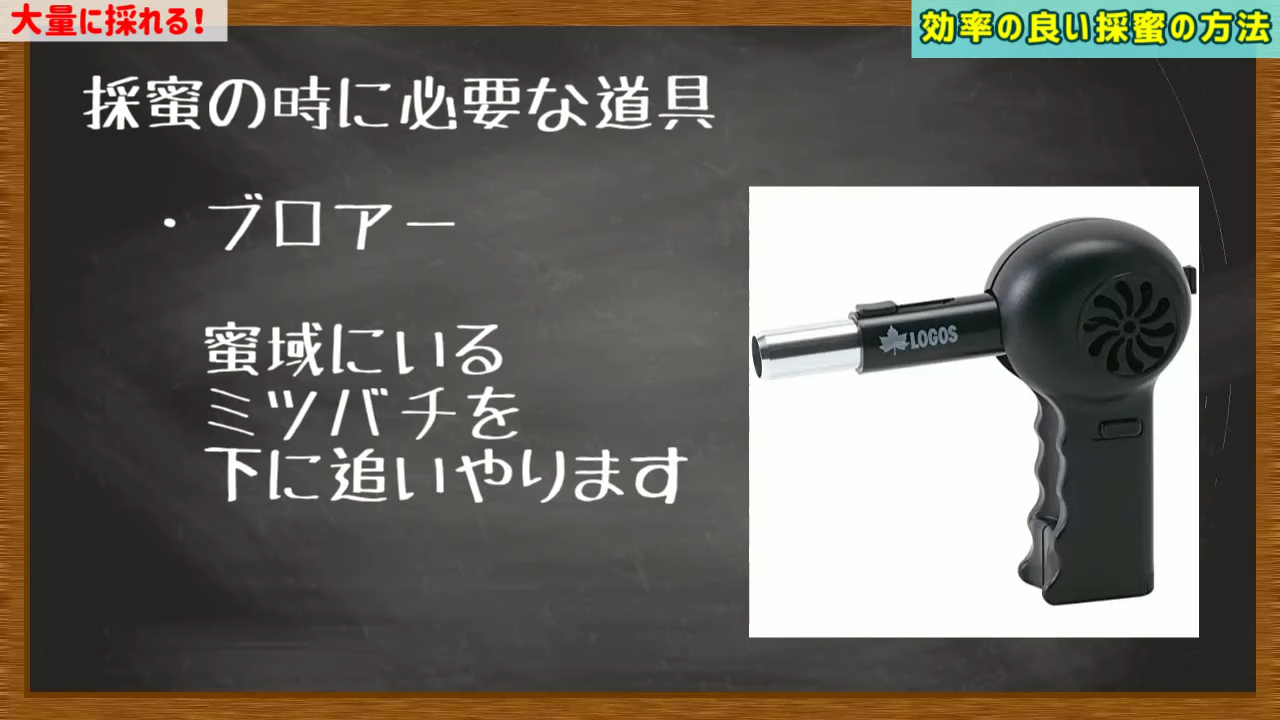 大量に採れる！
効率の良い採蜜の方法
採蜜の時に必要な道具
・ブロアー
蜜域にいる
ミツバチを
下に追いやります
LOGOS